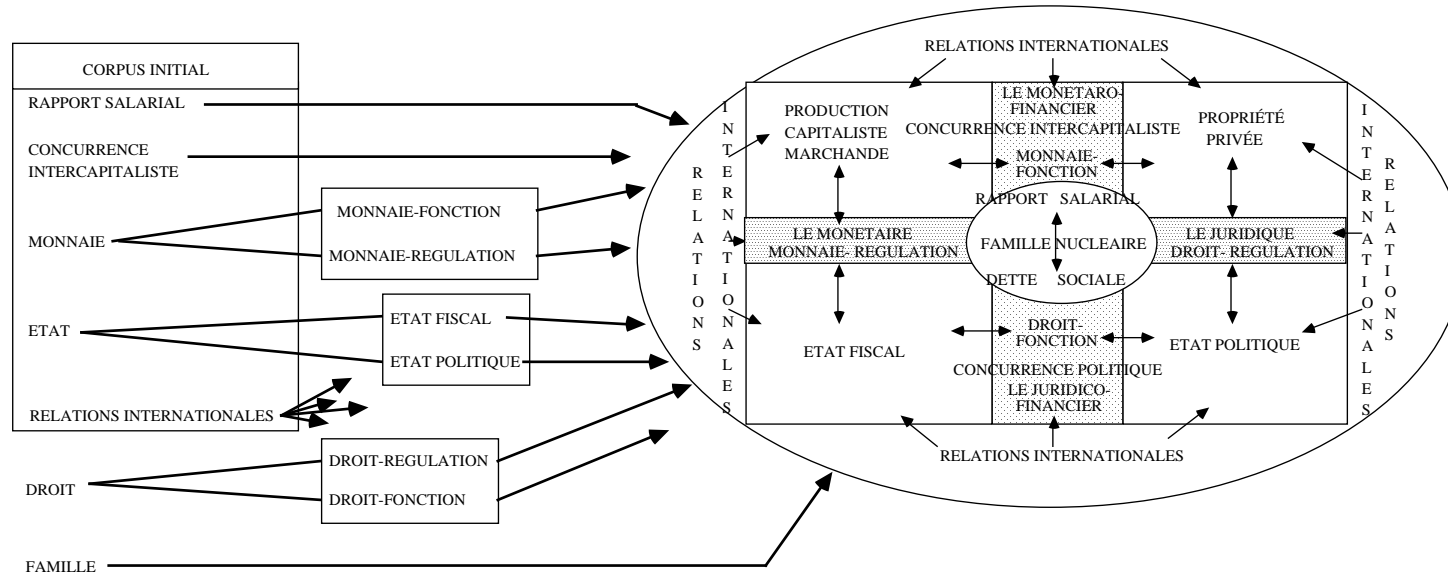 CORPUS INITIAL
RAPPORT SALARIAL
CONCURRENCE
INTERCAPITALISTE
MONNAIE
MONNAIE-FONCTION
MONNAIE-REGULATION
ETAT
ETAT FISCAL
ETAT POLITIQUE
RELATIONS INTERNATIONALES
DROIT
DROIT-REGULATION
DROIT-FONCTION
FAMILLE
RELATIONS INTERNATIONALES
RELATIONS
INTERNATIONALES
PRODUCTION
CAPITALISTE
MARCHANDE
LE MONETARO-
FINANCIER
CONCURRENCE INTERCAPITALISTE
MONNAIE-
FONCTION
PROPRIÉTÉ
PRIVÉE
RAPPORT SALARIAL
LE MONETAIRE
MONNAIE- REGULATION
FAMILLE NUCLEAIRE
LE JURIDIQUE
DROIT- REGULATION
DETTE SOCIALE
ETAT FISCAL
DROIT-
FONCTION
ETAT POLITIQUE
CONCURRENCE POLITIQUE
LE JURIDICO-
FINANCIER
INTERNATIONALES
RELATIONS
RELATIONS INTERNATIONALES